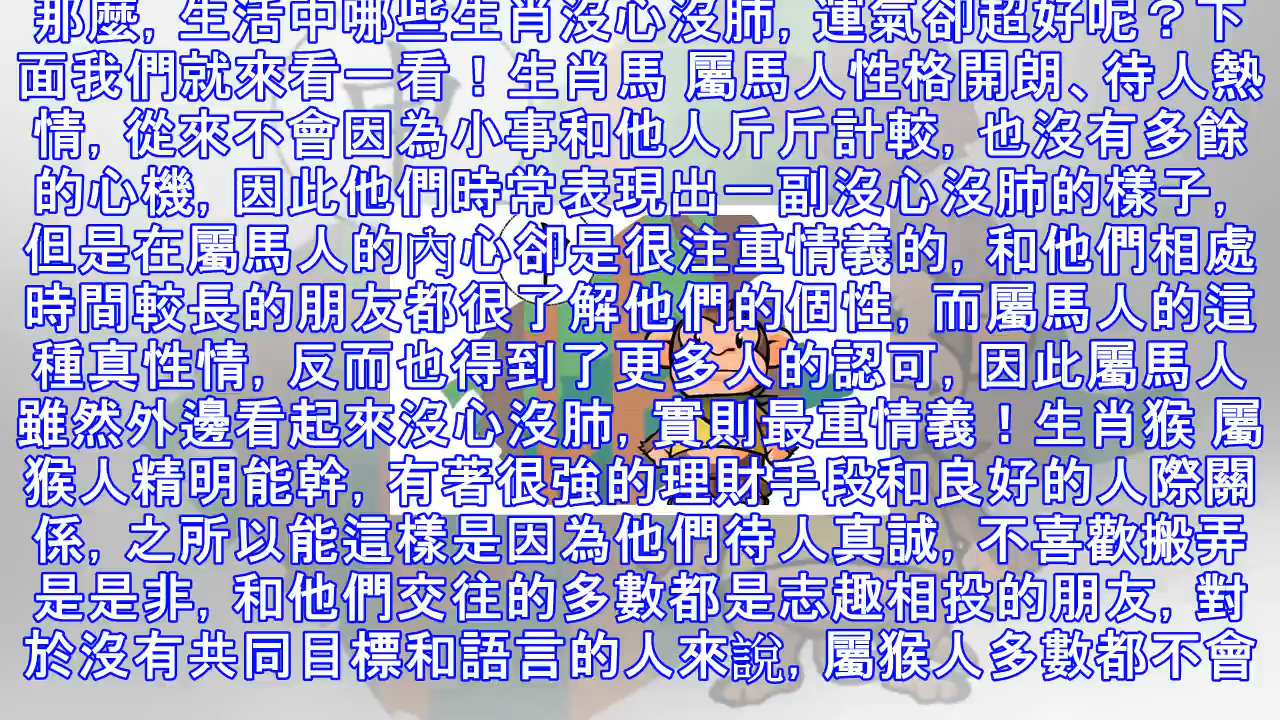 那麼, 生活中哪些生肖沒心沒肺, 運氣卻超好呢？下
面我們就來看一看！生肖馬 屬馬人性格開朗、待人熱
情, 從來不會因為小事和他人斤斤計較, 也沒有多餘
的心機, 因此他們時常表現出一副沒心沒肺的樣子,
但是在屬馬人的內心卻是很注重情義的, 和他們相處
時間較長的朋友都很了解他們的個性, 而屬馬人的這
種真性情, 反而也得到了更多人的認可, 因此屬馬人
雖然外邊看起來沒心沒肺, 實則最重情義！生肖猴 屬
猴人精明能幹, 有著很強的理財手段和良好的人際關
係, 之所以能這樣是因為他們待人真誠, 不喜歡搬弄
是是非, 和他們交往的多數都是志趣相投的朋友, 對
於沒有共同目標和語言的人來說, 屬猴人多數都不會